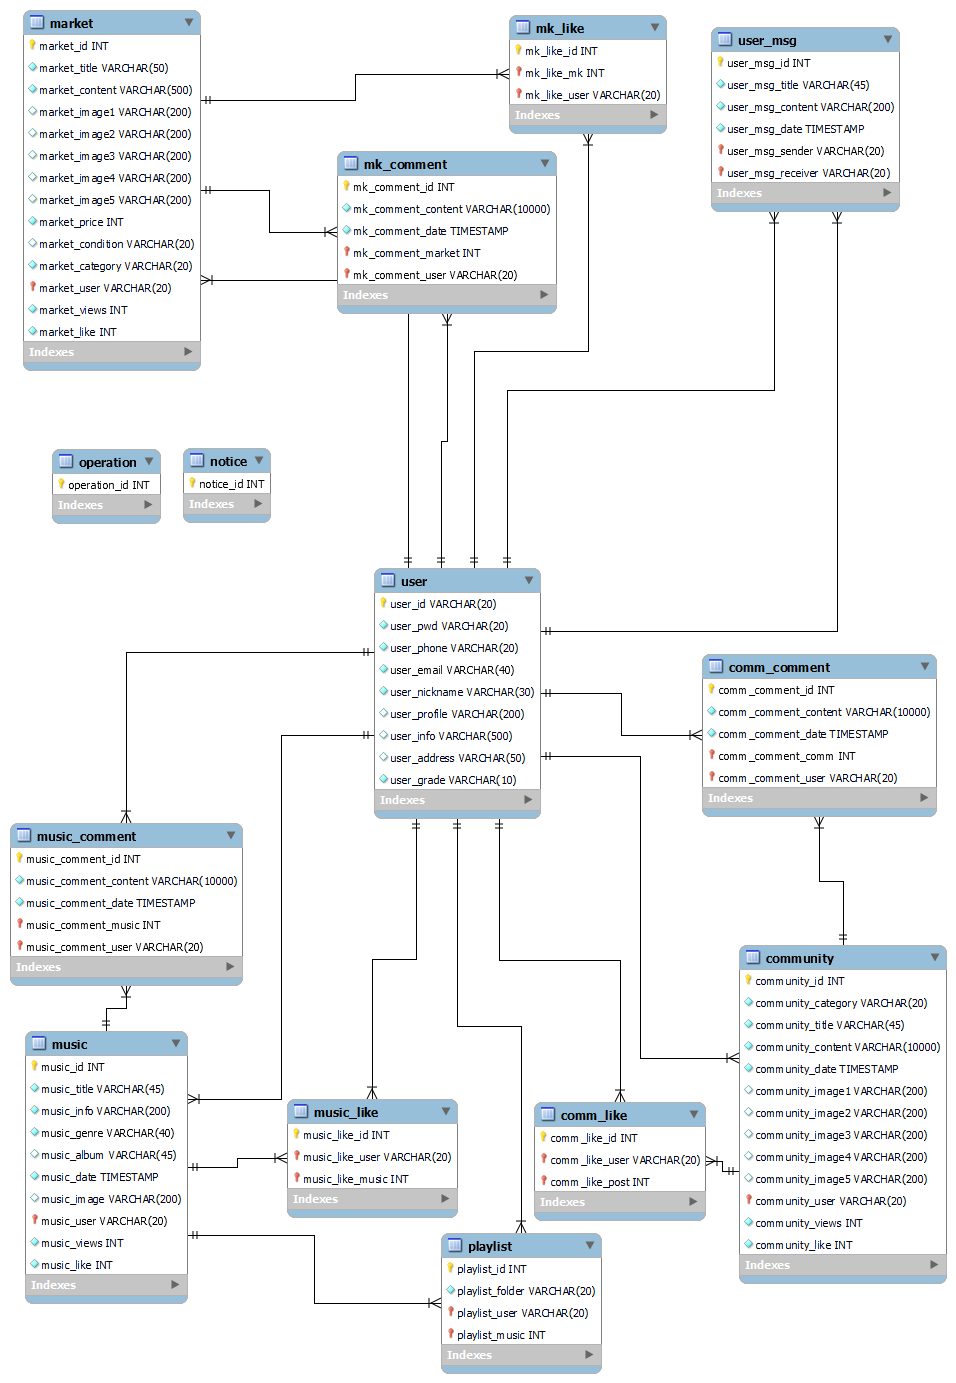 market
market_id INT
market_title VARCHAR(50)
market_content VARCHAR(500)
market_image1 VARCHAR(200)
market_image2 VARCHAR(200)
market_image3 VARCHAR(200)
market_image4 VARCHAR(200)
market_image5 VARCHAR(200)
market_price INT
market_condition VARCHAR(20)
market_category VARCHAR(20)
market_user VARCHAR(20)
market_views INT
market_like INT
Indexes
mk_like
mk_like_id INT
mk_like_mk INT
mk_like_user VARCHAR(20)
Indexes
user_msg
user_msg_id INT
user_msg_title VARCHAR(45)
user_msg_content VARCHAR(200)
user_msg_date TIMESTAMP
user_msg_sender VARCHAR(20)
user_msg_receiver VARCHAR(20)
Indexes
mk_comment
mk_comment_id INT
mk_comment_content VARCHAR(10000)
mk_comment_date TIMESTAMP
mk_comment_market INT
mk_comment_user VARCHAR(20)
Indexes
operation
operation_id INT
Indexes
notice
notice_id INT
Indexes
user
user_id VARCHAR(20)
user_pwd VARCHAR(20)
user_phone VARCHAR(20)
user_email VARCHAR(40)
user_nickname VARCHAR(30)
user_profile VARCHAR(200)
user_info VARCHAR(500)
user_address VARCHAR(50)
user_grade VARCHAR(10)
Indexes
comm_comment
comm_comment_id INT
comm_comment_content VARCHAR(10000)
comm_comment_date TIMESTAMP
comm_comment_comm INT
comm_comment_user VARCHAR(20)
Indexes
music_comment
music_comment_id INT
music_comment_content VARCHAR(10000)
music_comment_date TIMESTAMP
music_comment_music INT
music_comment_user VARCHAR(20)
Indexes
community
community_id INT
community_category VARCHAR(20)
community_title VARCHAR(45)
community_content VARCHAR(10000)
community_date TIMESTAMP
community_image1 VARCHAR(200)
community_image2 VARCHAR(200)
community_image3 VARCHAR(200)
community_image4 VARCHAR(200)
community_image5 VARCHAR(200)
community_user VARCHAR(20)
community_views INT
community_like INT
Indexes
music
music_id INT
music_title VARCHAR(45)
music_info VARCHAR(200)
music_genre VARCHAR(40)
music_album VARCHAR(45)
music_date TIMESTAMP
music_image VARCHAR(200)
music_user VARCHAR(20)
music_views INT
music_like INT
Indexes
music_like
music_like_id INT
music_like_user VARCHAR(20)
music_like_music INT
Indexes
comm_like
comm_like_id INT
comm_like_user VARCHAR(20)
comm_like_post INT
Indexes
playlist
playlist_id INT
playlist_folder VARCHAR(20)
playlist_user VARCHAR(20)
playlist_music INT
Indexes